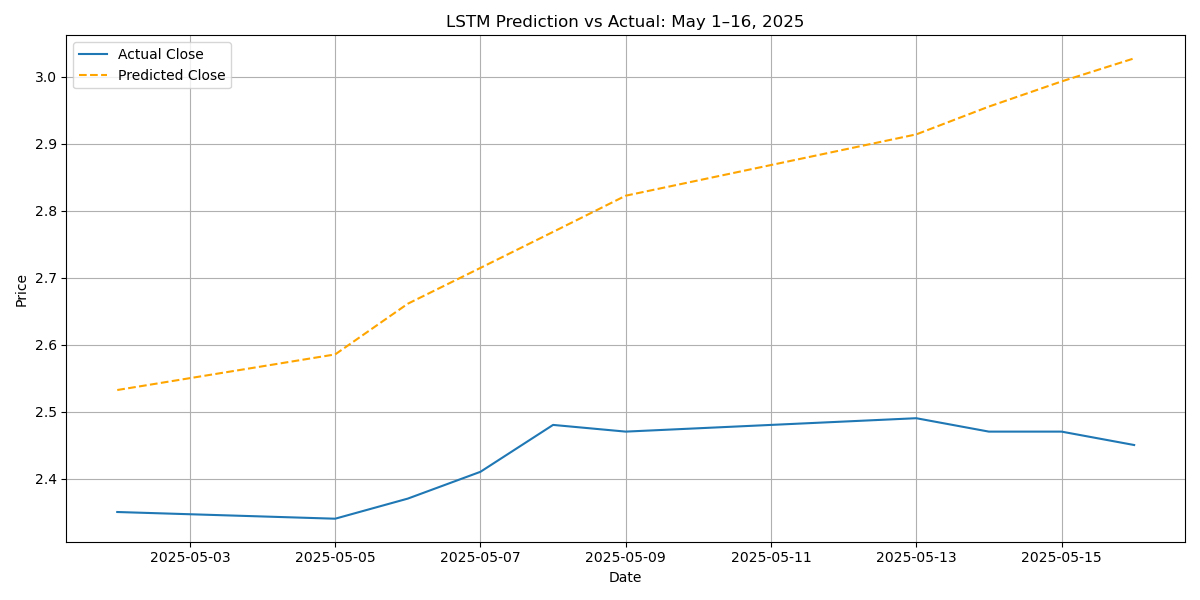 LSTM Prediction vs Actual: May 1–16, 2025
Actual Close
Predicted Close
Price
3.0
2.9
2.8
2.7
2.6
2.5
2.4
2025-05-03
2025-05-05
2025-05-07
2025-05-09
2025-05-11
2025-05-13
2025-05-15
Date